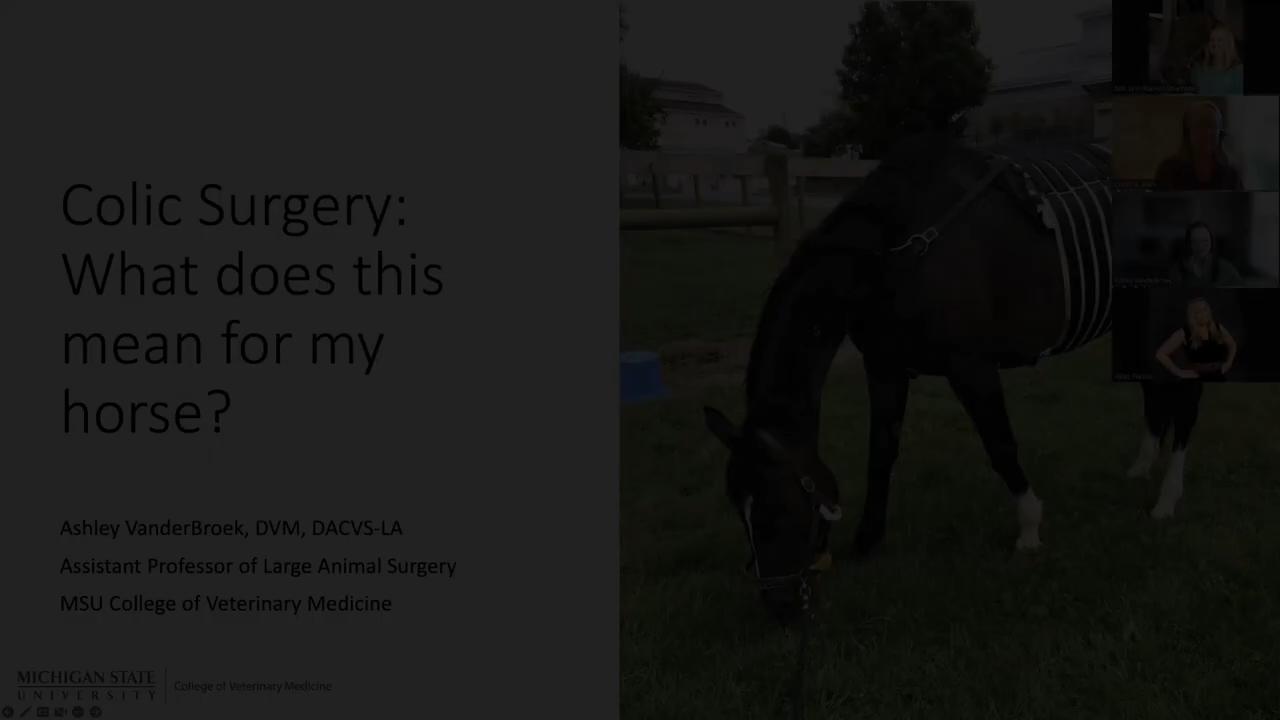 Colic Surgery:
What does this
mean for my
horse?
Ashley VanderBroek, DVM, DACVS-LA
Assistant Professor of Large Animal Surgery
MSU College of Veterinary Medicine
MICHIGAN STATE
UNIVERSITY
College of Veterinary Medicine